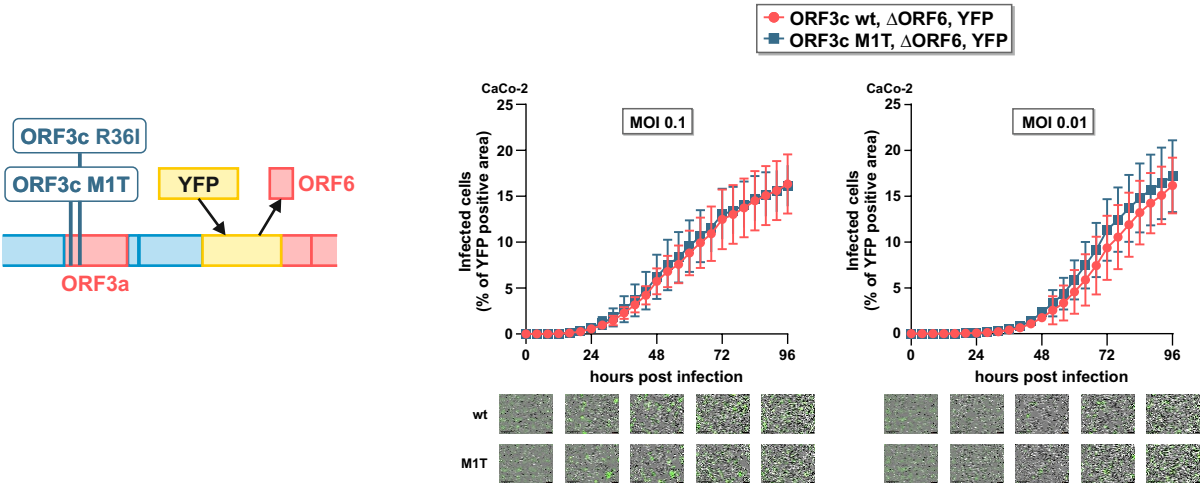 ORF3c R36I
ORF3c M1T
YFP
ORF6
ORF3a
ORF3c wt, ΔORF6, YFP
ORF3c M1T, ΔORF6, YFP
CaCo-2
MOI 0.1
Infected cells
(% of YFP positive area)
25
20
15
10
5
0
0 24 48 72 96
hours post infection
wt
M1T
CaCo-2
MOI 0.01
Infected cells
(% of YFP positive area)
25
20
15
10
5
0
0 24 48 72 96
hours post infection